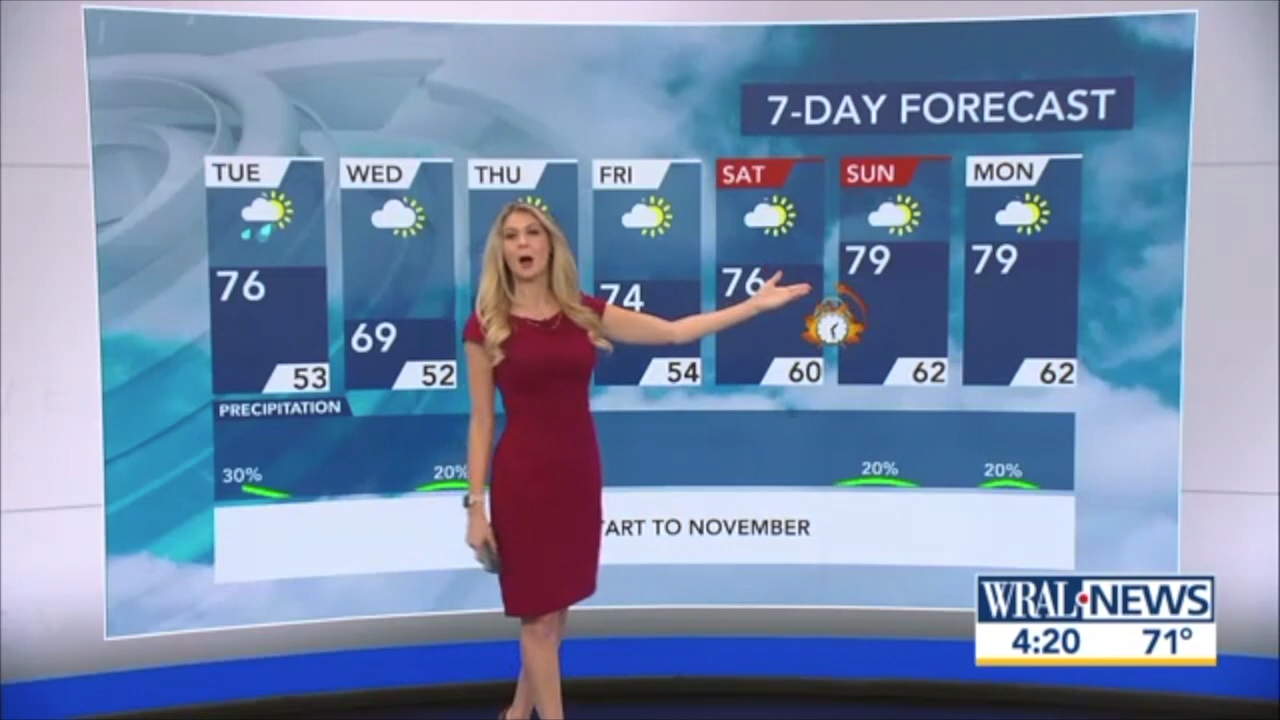 7-DAY FORECAST
TUE WED THU FRI SAT SUN MON
76 69 74 76 79 79
53 52 54 60 62 62
PRECIPITATION
30% 20% 20% 20%
TO NOVEMBER
WRAL NEWS
4:20 71°